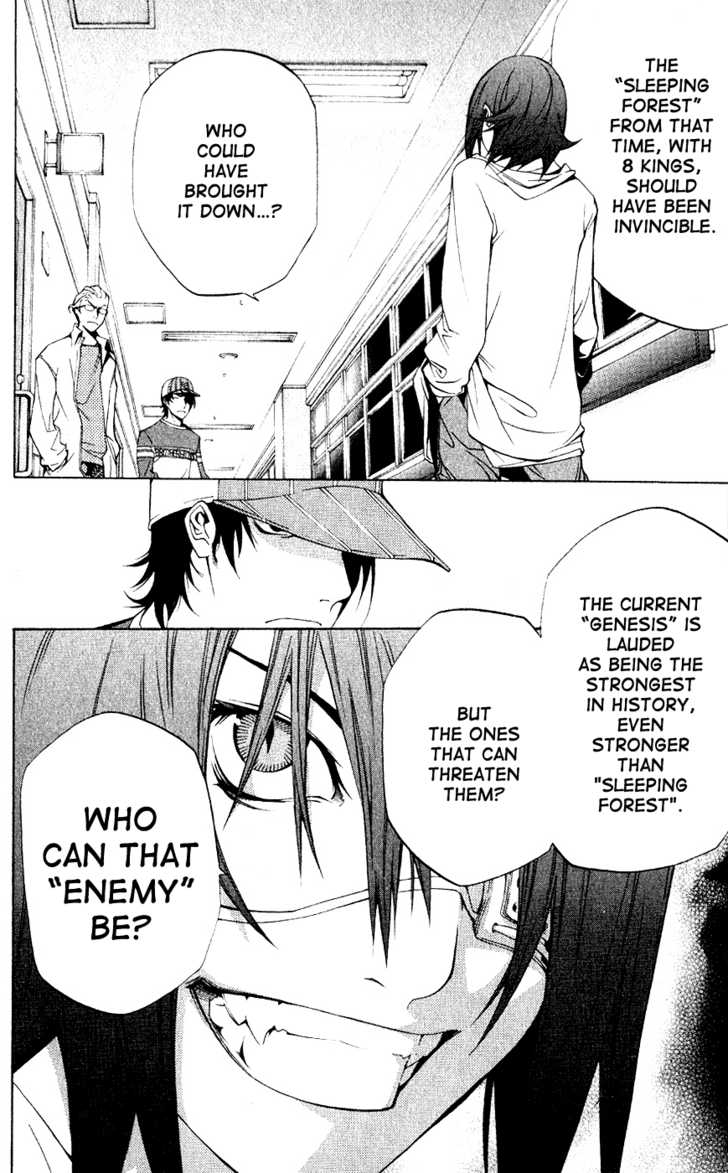 THE
“SLEEPING
FOREST”
FROM THAT
TIME, WITH
8 KINGS,
SHOULD
HAVE BEEN
INVINCIBLE.
WHO
COULD
HAVE
BROUGHT
IT DOWN...?
THE CURRENT
“GENESIS” IS
LAUDED
AS BEING THE
STRONGEST
IN HISTORY,
EVEN
STRONGER
THAN
"SLEEPING
FOREST".
BUT
THE ONES
THAT CAN
THREATEN
THEM?
WHO
CAN THAT
“ENEMY”
BE?